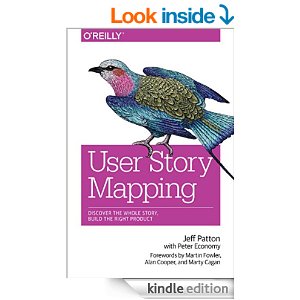 Look inside
O'REILLY®
User Story
Mapping
DISCOVER THE WHOLE STORY,
BUILD THE RIGHT PRODUCT
Jeff Patton
with Peter Economy
Forewords by Martin Fowler,
Alan Cooper, and Marty Cagan
kindle edition